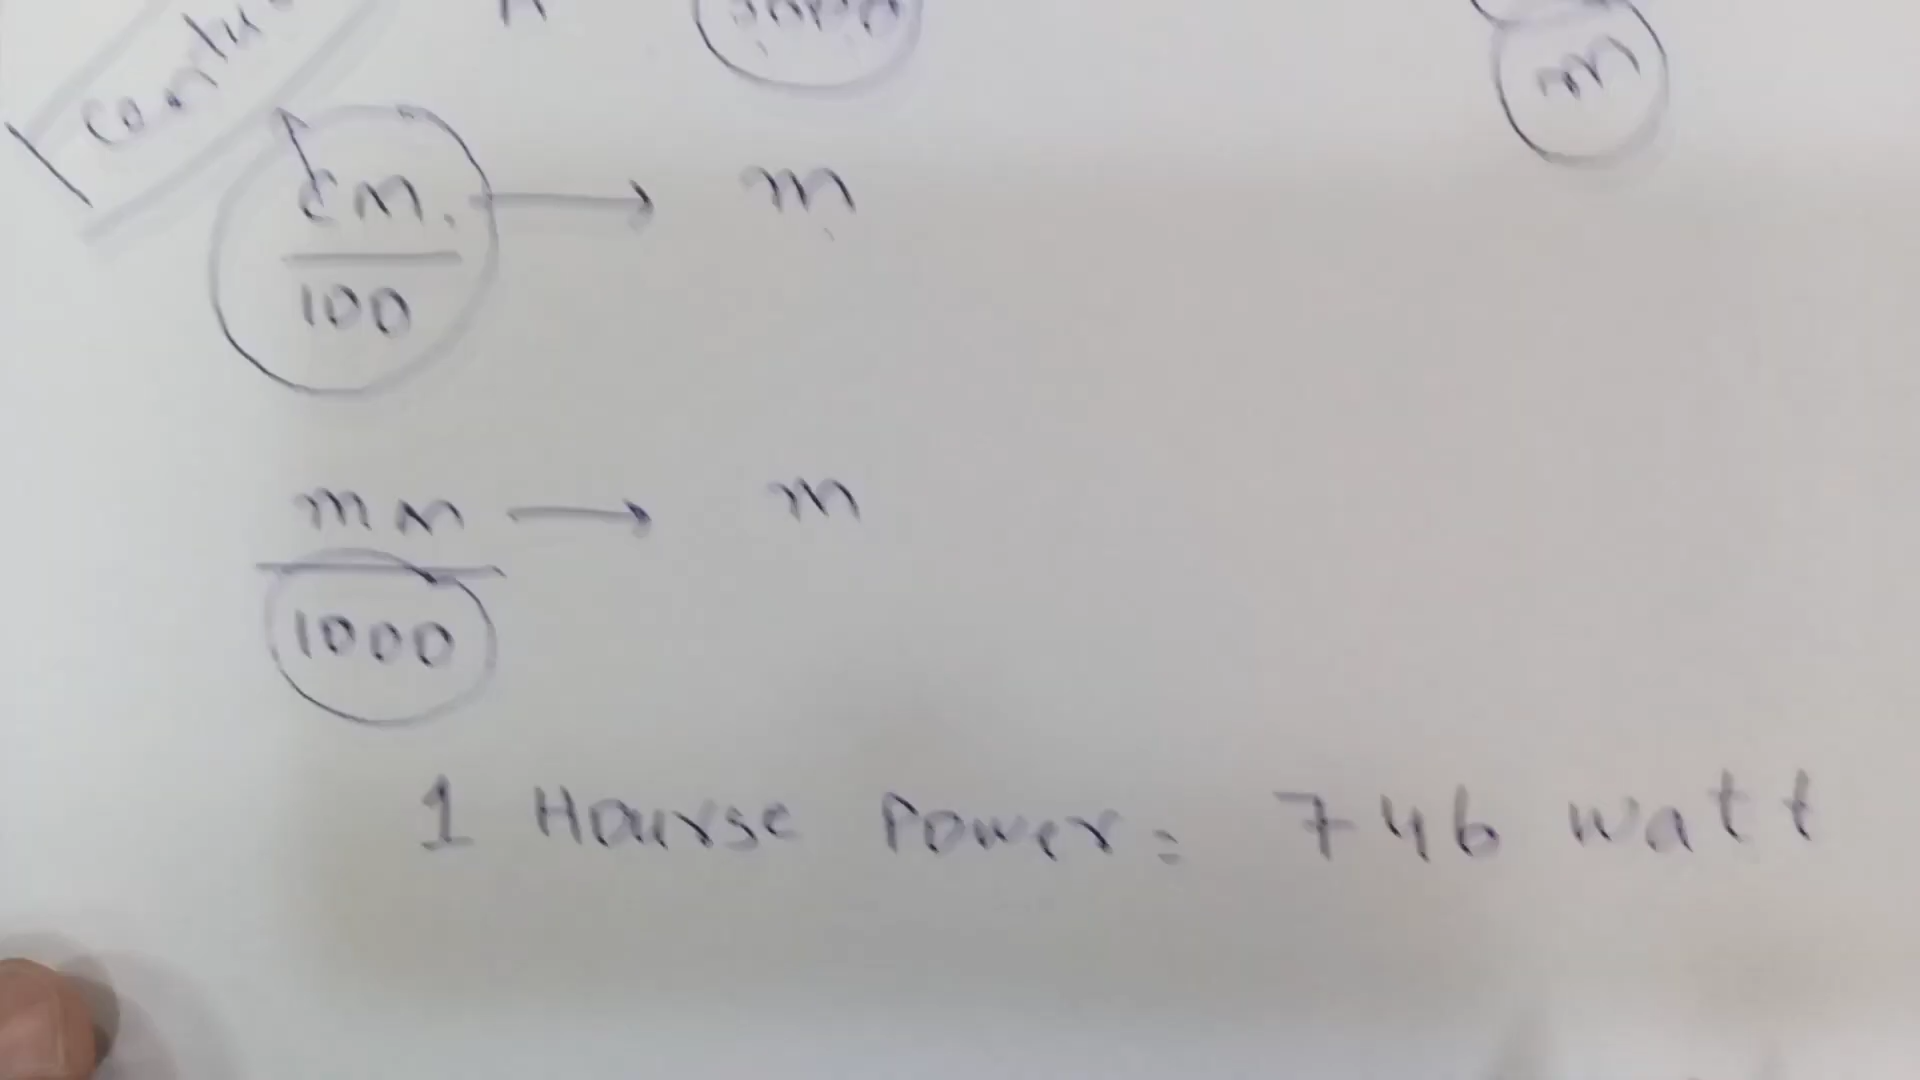 m
cm. → m
100
mm → m
1000
1 Hourse Power = 746 watt